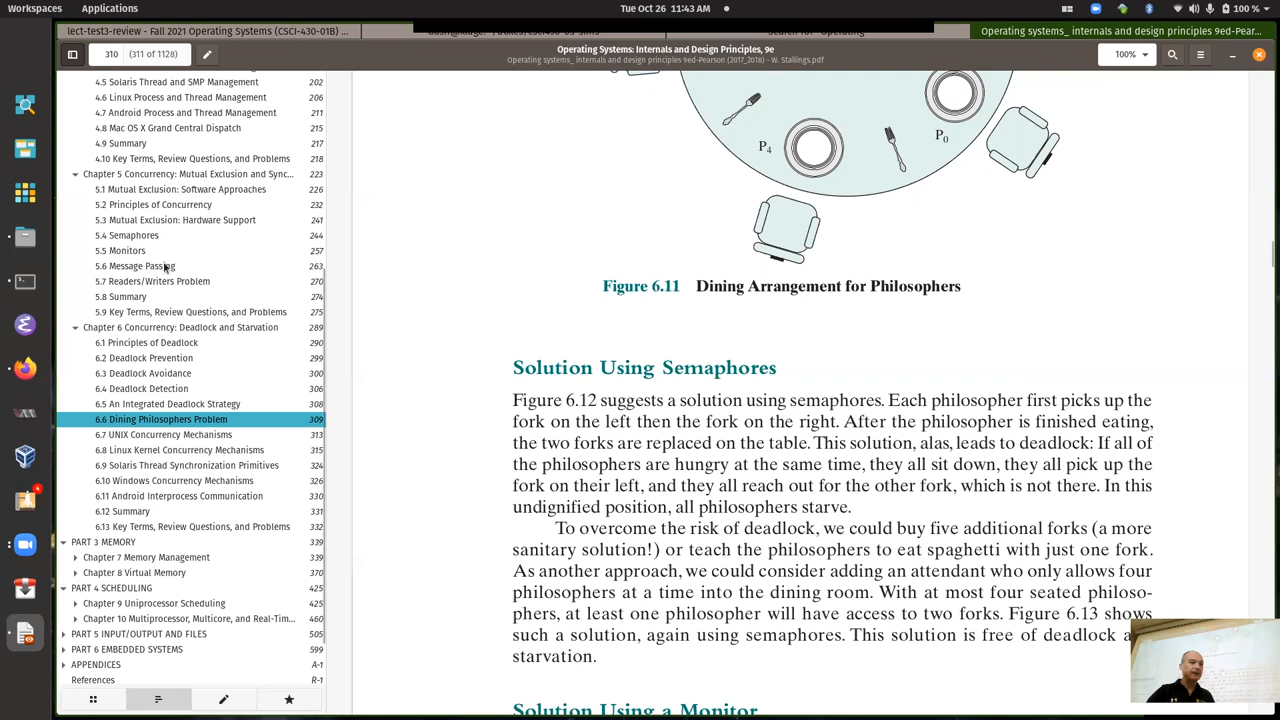 Workspaces Applications Tue Oct 26 11:43 AM 100 %
lect-test3-review - Fall 2021 Operating Systems (CSCI-430-01B) ... Operating systems_ internals and design principles 9ed-Pear...
310 (311 of 1128) Operating Systems: Internals and Design Principles, 9e 100%
Operating systems_ internals and design principles 9ed-Pearson (2017_2018) - W. Stallings.pdf
4.5 Solaris Thread and SMP Management 202
4.6 Linux Process and Thread Management 206
4.7 Android Process and Thread Management 211
4.8 Mac OS X Grand Central Dispatch 215
4.9 Summary 217
4.10 Key Terms, Review Questions, and Problems 218
Chapter 5 Concurrency: Mutual Exclusion and Sync... 223
5.1 Mutual Exclusion: Software Approaches 226
5.2 Principles of Concurrency 232
5.3 Mutual Exclusion: Hardware Support 241
5.4 Semaphores 244
5.5 Monitors 257
5.6 Message Passing 263
5.7 Readers/Writers Problem 270
5.8 Summary 274
5.9 Key Terms, Review Questions, and Problems 275
Chapter 6 Concurrency: Deadlock and Starvation 289
6.1 Principles of Deadlock 290
6.2 Deadlock Prevention 299
6.3 Deadlock Avoidance 300
6.4 Deadlock Detection 306
6.5 An Integrated Deadlock Strategy 308
6.6 Dining Philosophers Problem 309
6.7 UNIX Concurrency Mechanisms 313
6.8 Linux Kernel Concurrency Mechanisms 315
6.9 Solaris Thread Synchronization Primitives 324
6.10 Windows Concurrency Mechanisms 326
6.11 Android Interprocess Communication 330
6.12 Summary 331
6.13 Key Terms, Review Questions, and Problems 332
PART 3 MEMORY 339
Chapter 7 Memory Management 339
Chapter 8 Virtual Memory 370
PART 4 SCHEDULING 425
Chapter 9 Uniprocessor Scheduling 425
Chapter 10 Multiprocessor, Multicore, and Real-Tim... 460
PART 5 INPUT/OUTPUT AND FILES 505
PART 6 EMBEDDED SYSTEMS 599
APPENDICES A-1
References R-1
P4
P0
Figure 6.11 Dining Arrangement for Philosophers
Solution Using Semaphores
Figure 6.12 suggests a solution using semaphores. Each philosopher first picks up the
fork on the left then the fork on the right. After the philosopher is finished eating,
the two forks are replaced on the table. This solution, alas, leads to deadlock: If all of
the philosophers are hungry at the same time, they all sit down, they all pick up the
fork on their left, and they all reach out for the other fork, which is not there. In this
undignified position, all philosophers starve.
To overcome the risk of deadlock, we could buy five additional forks (a more
sanitary solution!) or teach the philosophers to eat spaghetti with just one fork.
As another approach, we could consider adding an attendant who only allows four
philosophers at a time into the dining room. With at most four seated philoso-
phers, at least one philosopher will have access to two forks. Figure 6.13 shows
such a solution, again using semaphores. This solution is free of deadlock
starvation.
Solution Using a Monitor